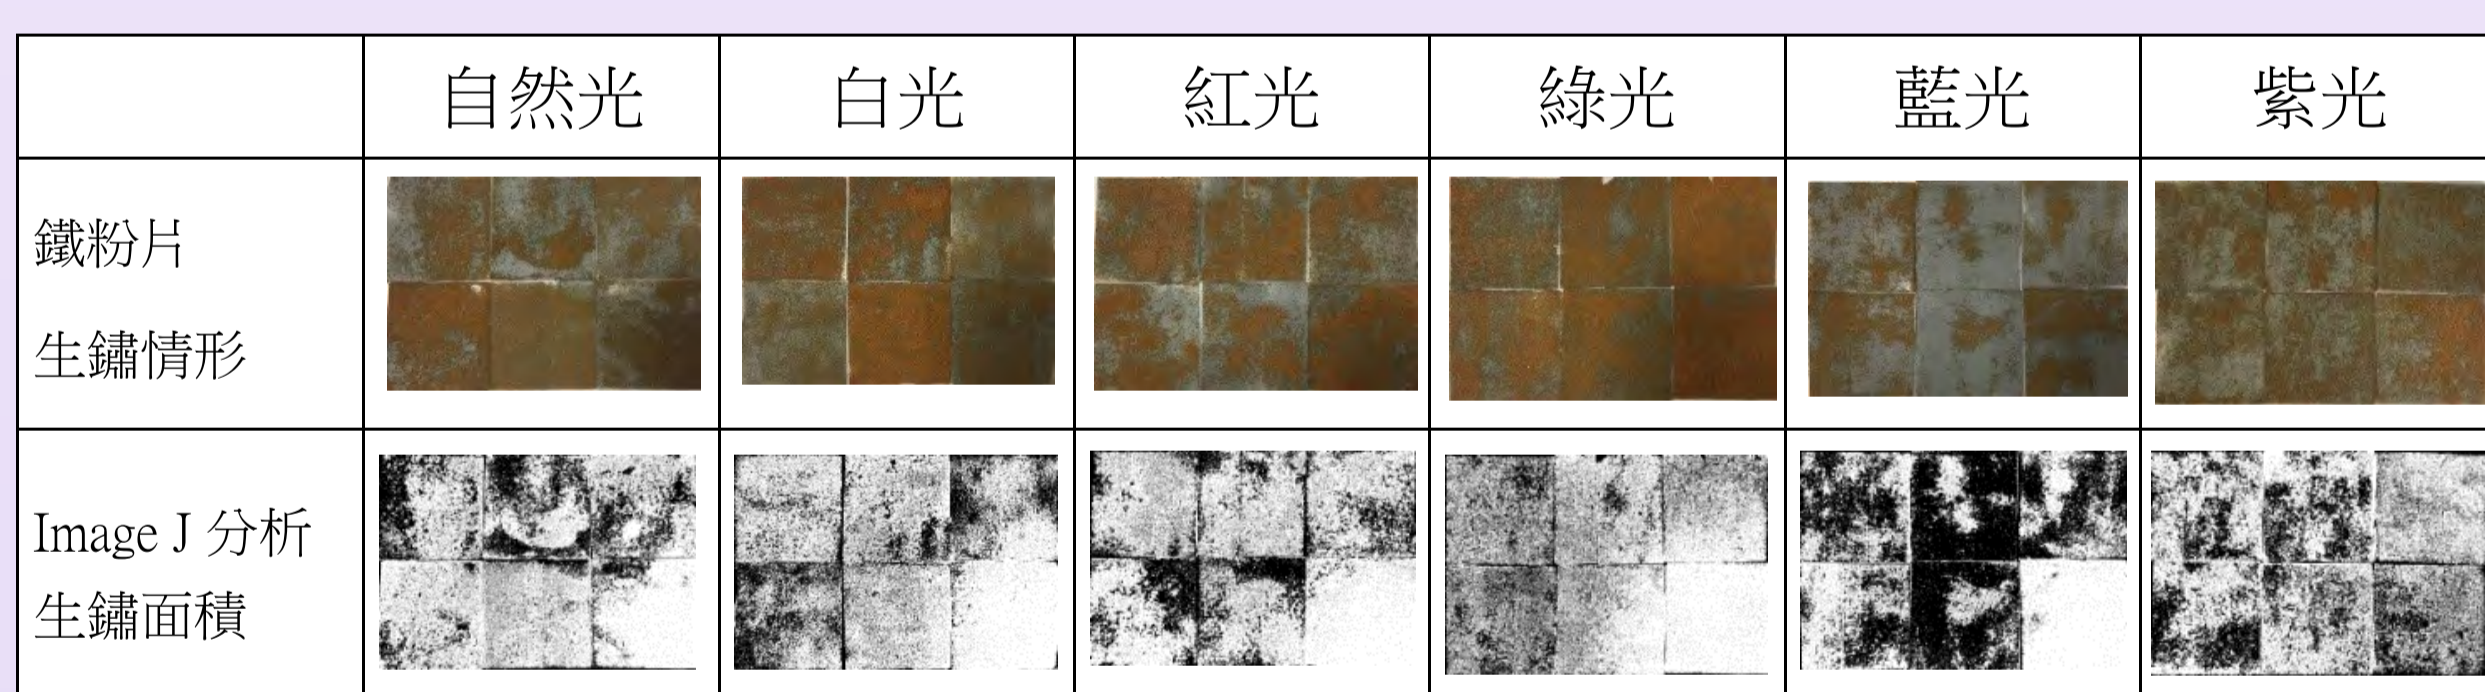 自然光
白光
紅光
綠光
藍光
紫光
鐵粉片
生鏽情形
Image J 分析
生鏽面積